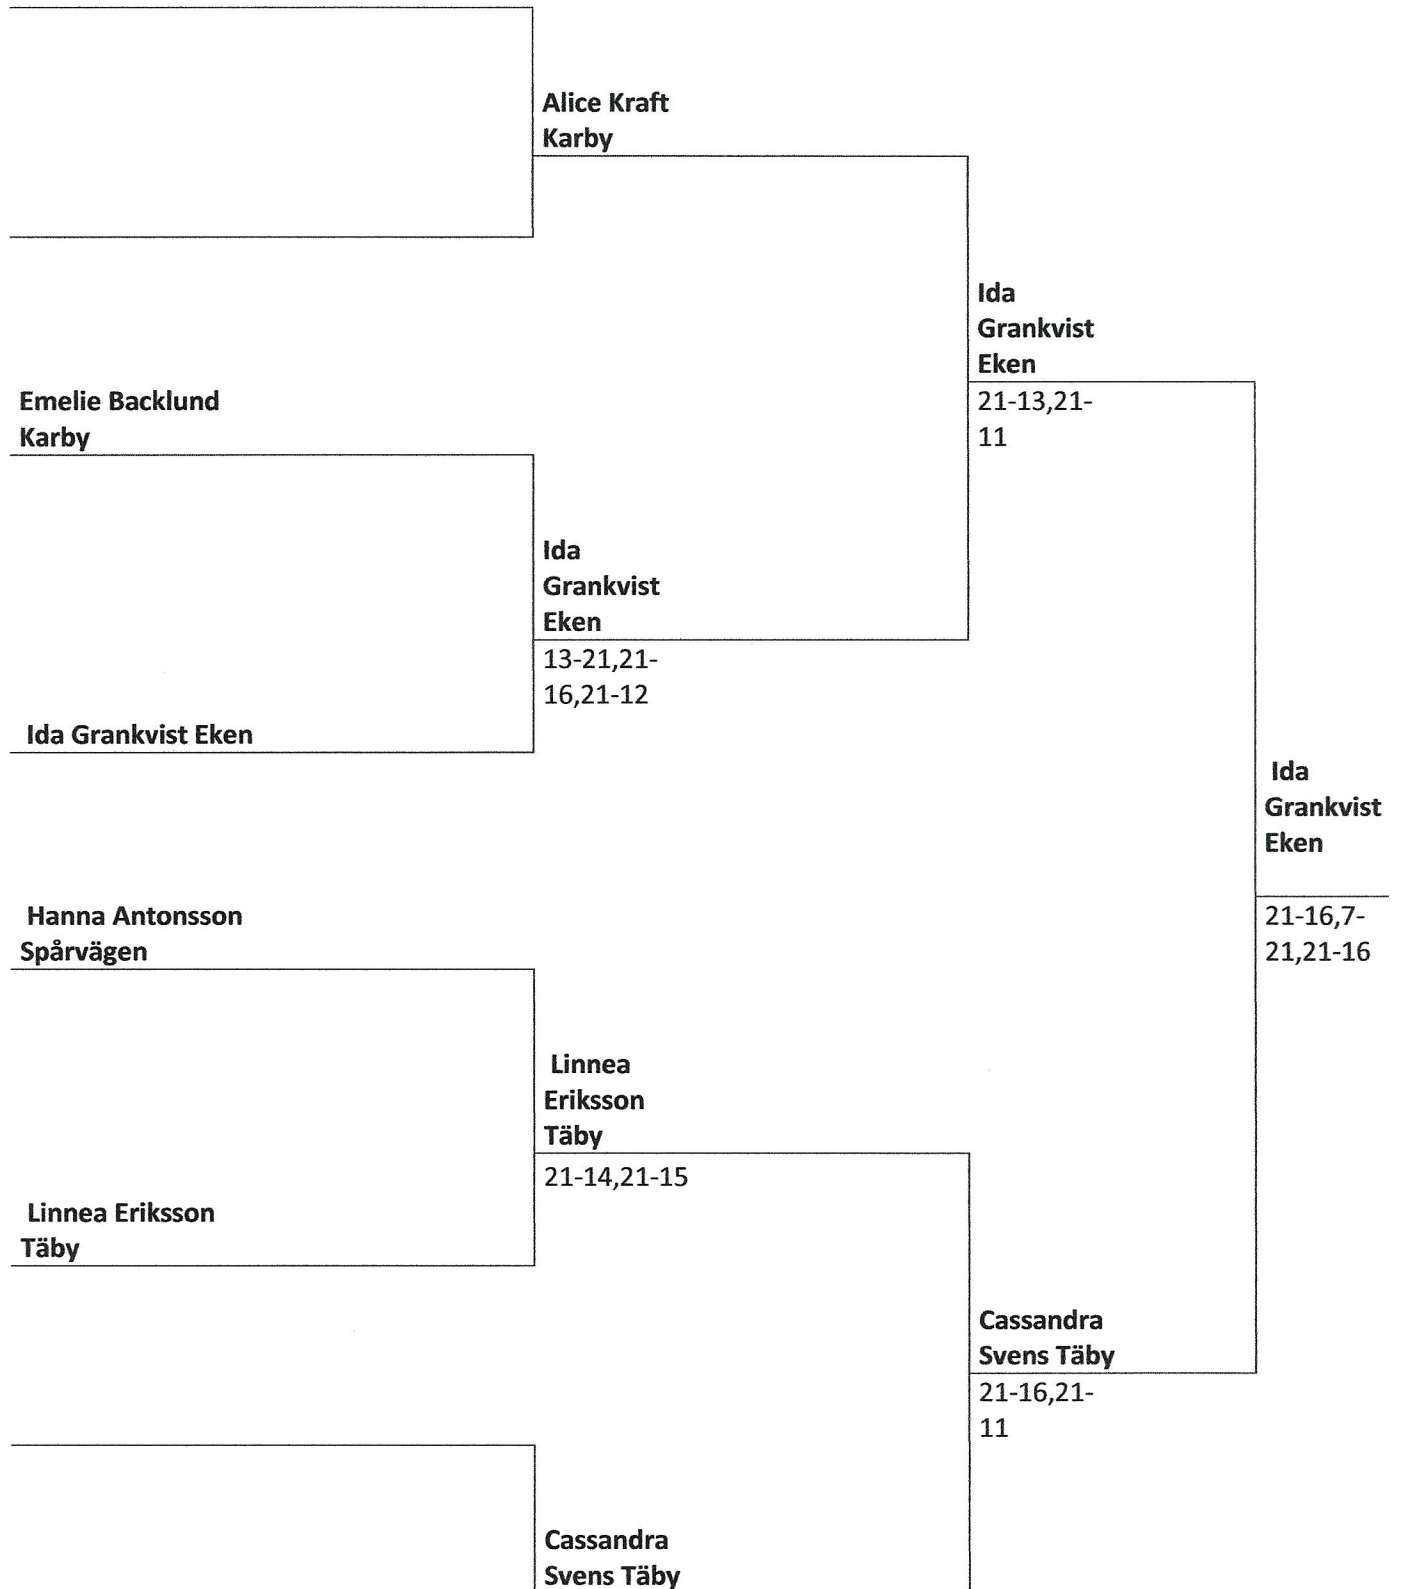 Alice Kraft
Karby
Ida
Grankvist
Eken
21-13,21-
11
Emelie Backlund
Karby
Ida
Grankvist
Eken
13-21,21-
16,21-12
Ida Grankvist Eken
Ida
Grankvist
Eken
21-16,7-
21,21-16
Hanna Antonsson
Spårvägen
Linnea
Eriksson
Täby
21-14,21-15
Linnea Eriksson
Täby
Cassandra
Svens Täby
21-16,21-
11
Cassandra
Svens Täby